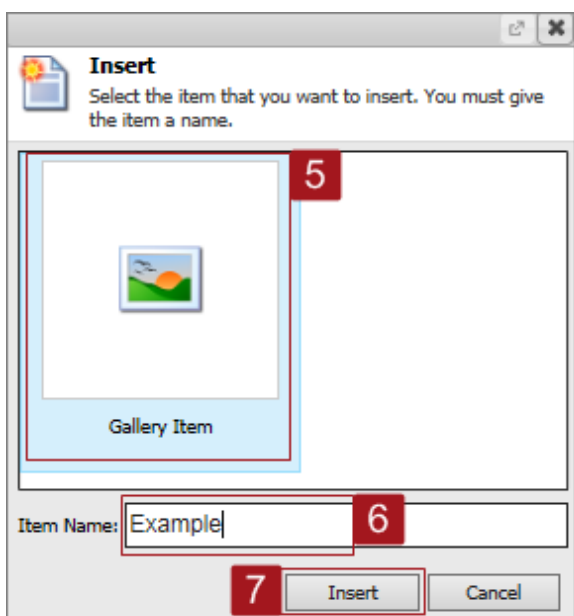 Insert
Select the item that you want to insert. You must give
the item a name.
5
Gallery Item
Item Name: Example 6
7 Insert Cancel